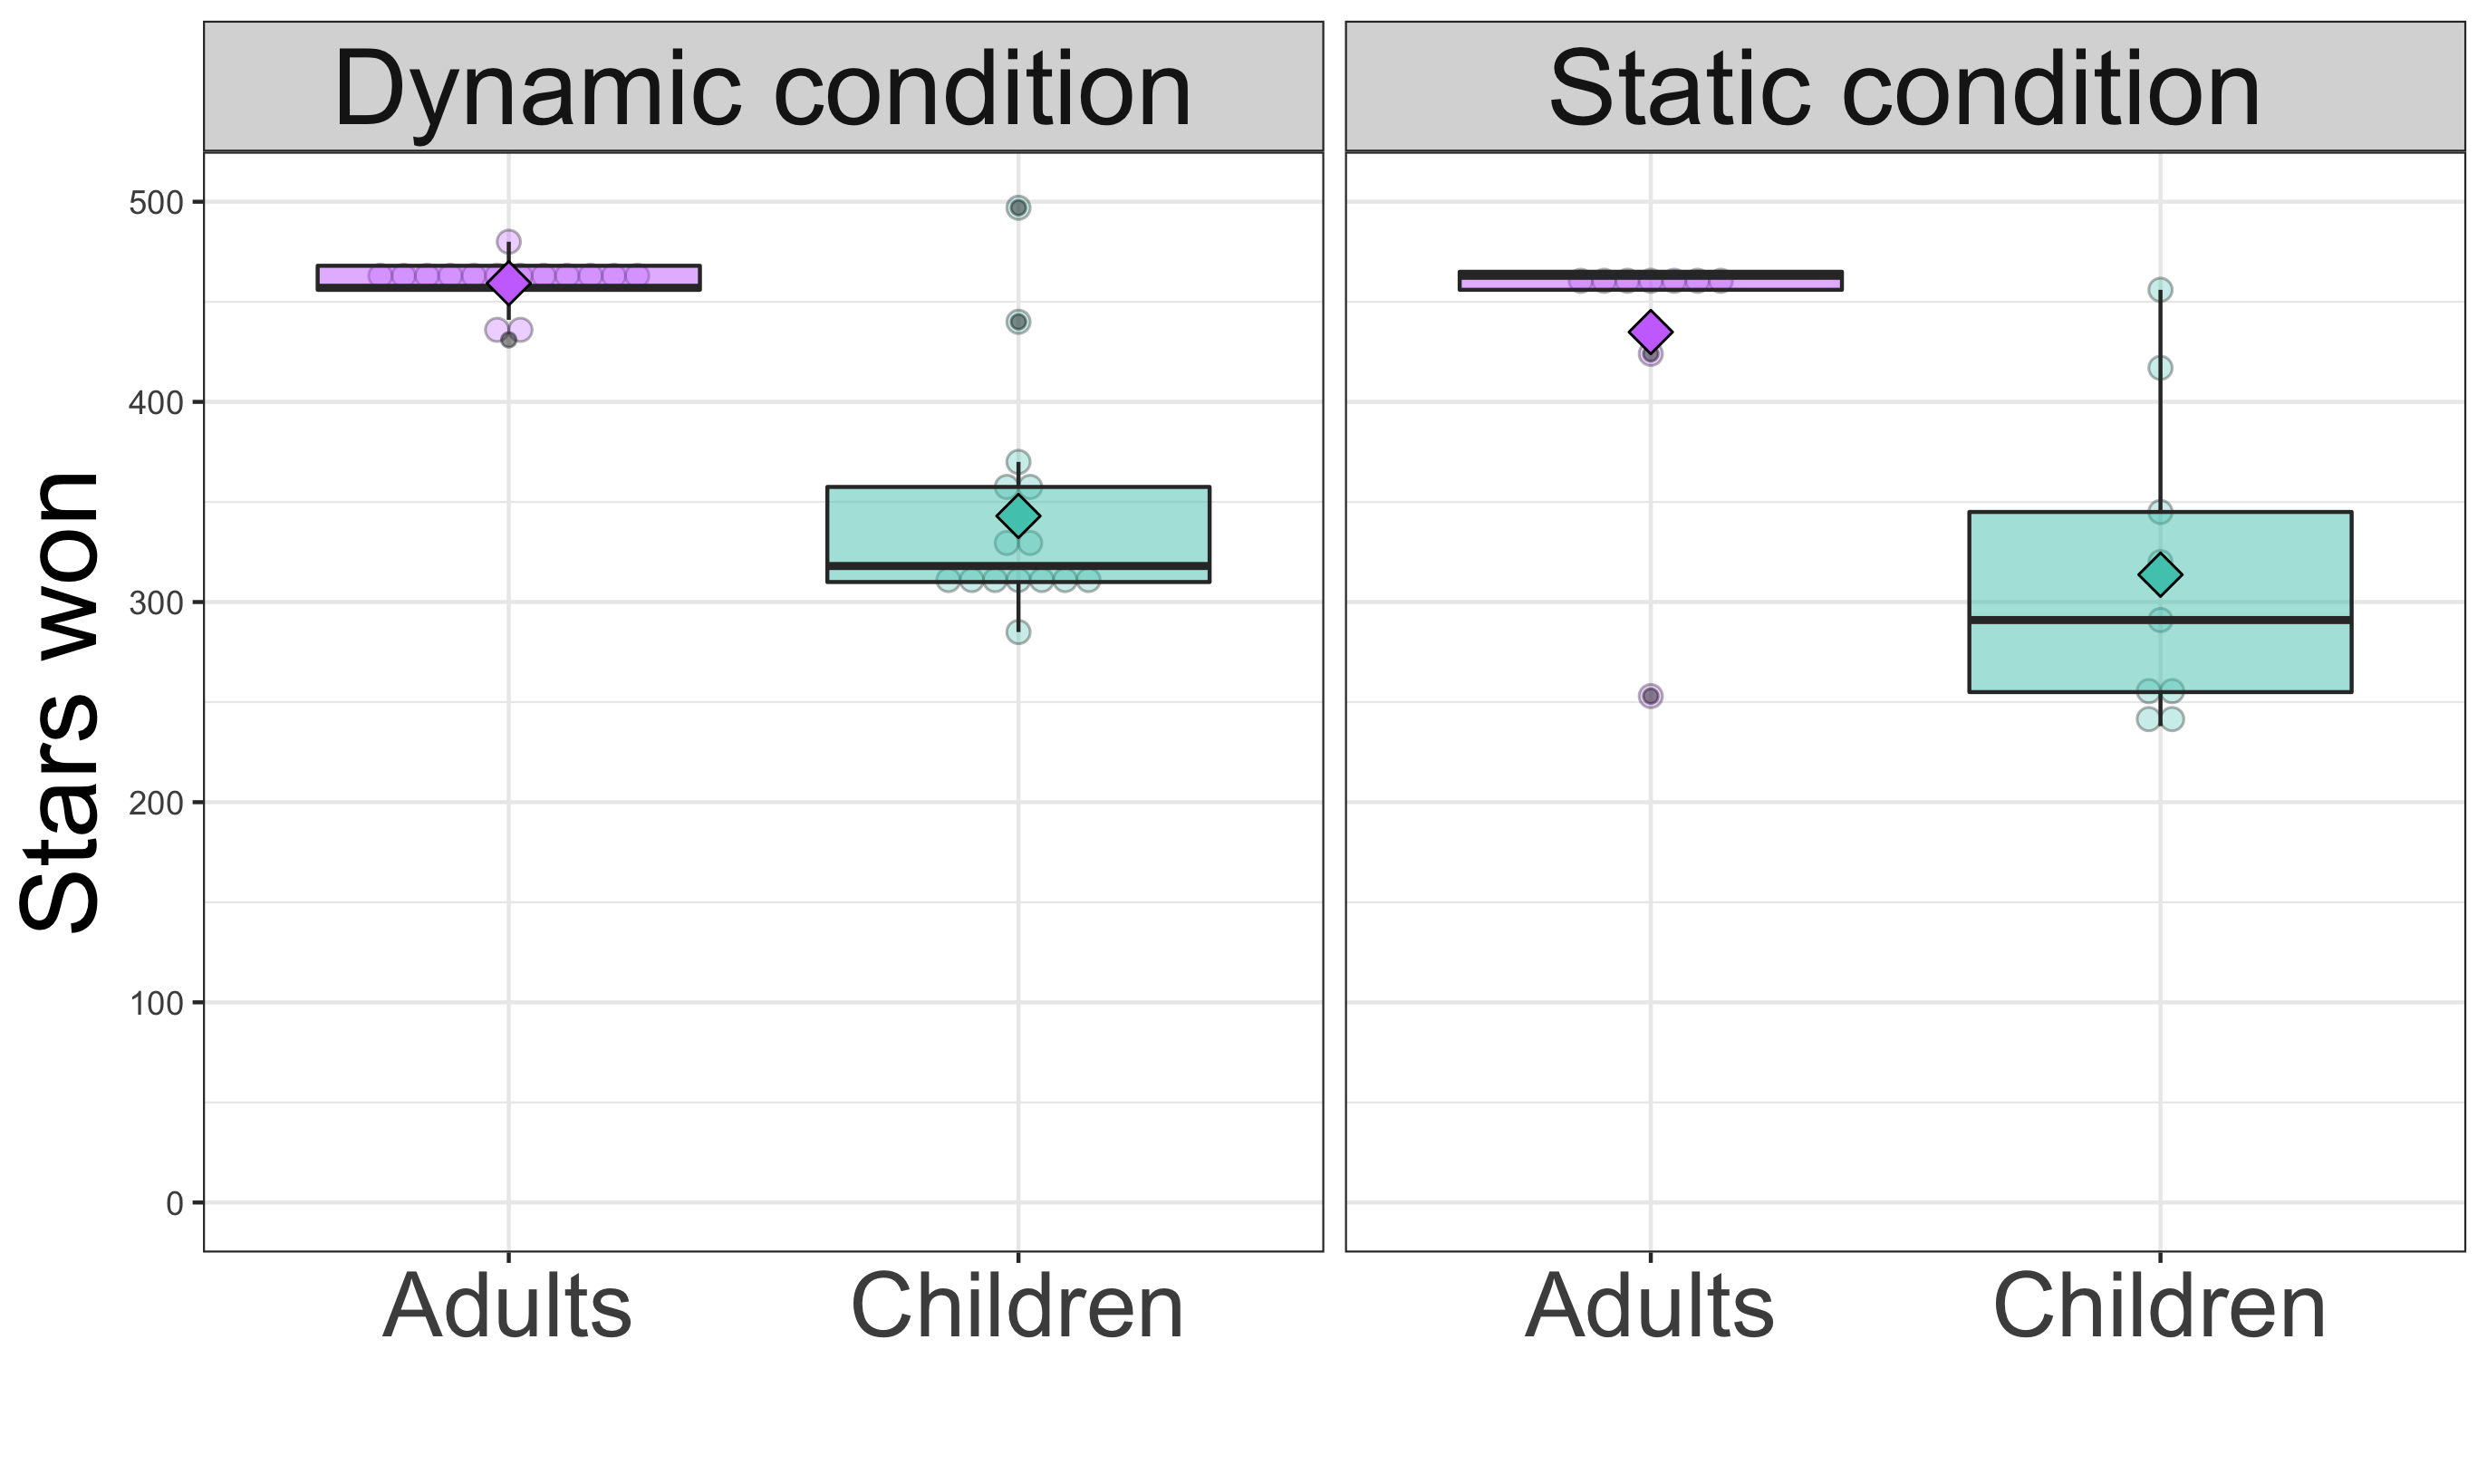 Dynamic condition
Static condition
Stars won
500
400
300
200
100
0
Adults
Children
Adults
Children